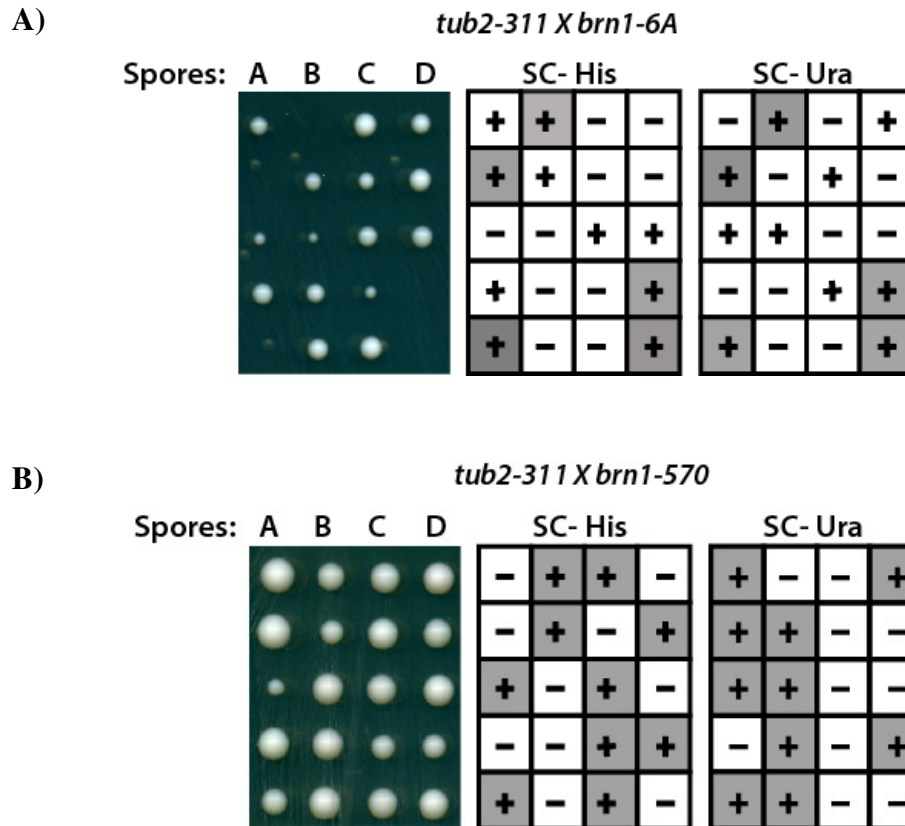 A)
tub2-311 X brn1-6A
Spores: A B C D SC- His SC- Ura
+ + − − − + − +
+ + − − + − + −
− − + + + + − −
+ − − + − − + +
+ − − + + − − +
B)
tub2-311 X brn1-570
Spores: A B C D SC- His SC- Ura
− + + − + − − +
− + − + + + − −
+ − + − + + − −
− − + + − + − +
+ − + − + + − −